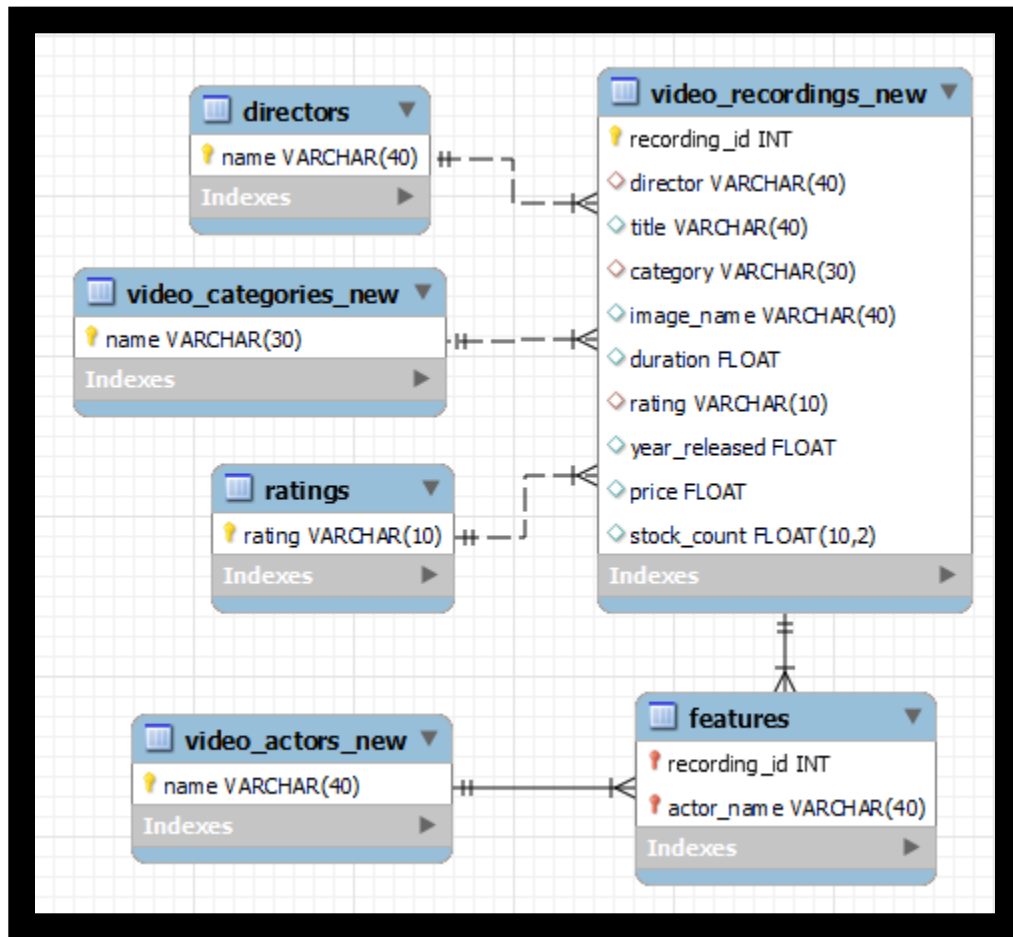 directors
name VARCHAR(40)
Indexes
video_categories_new
name VARCHAR(30)
Indexes
ratings
rating VARCHAR(10)
Indexes
video_actors_new
name VARCHAR(40)
Indexes
video_recordings_new
recording_id INT
director VARCHAR(40)
title VARCHAR(40)
category VARCHAR(30)
image_name VARCHAR(40)
duration FLOAT
rating VARCHAR(10)
year_released FLOAT
price FLOAT
stock_count FLOAT(10,2)
Indexes
features
recording_id INT
actor_name VARCHAR(40)
Indexes